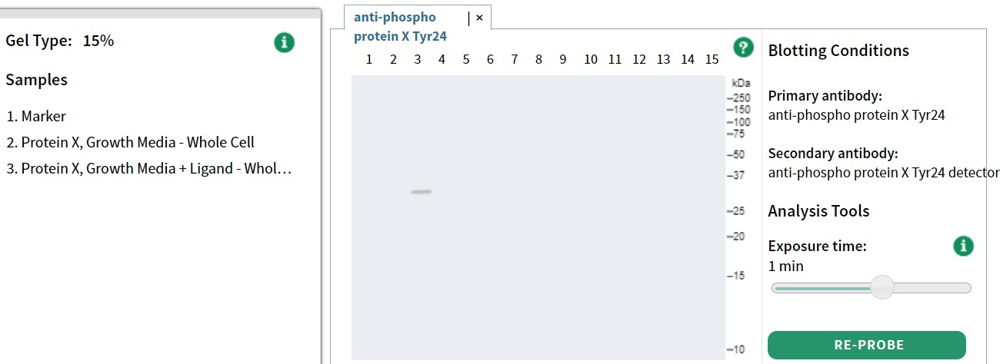 Gel Type: 15%
i
Samples
1. Marker
2. Protein X, Growth Media - Whole Cell
3. Protein X, Growth Media + Ligand - Whol…
anti-phospho | ×
protein X Tyr24
1 2 3 4 5 6 7 8 9 10 11 12 13 14 15
?
kDa
–250
–150
–100
–75
–50
–37
–25
–20
–15
–10
Blotting Conditions
Primary antibody:
anti-phospho protein X Tyr24
Secondary antibody:
anti-phospho protein X Tyr24 detector
Analysis Tools
Exposure time:
i
1 min
RE-PROBE